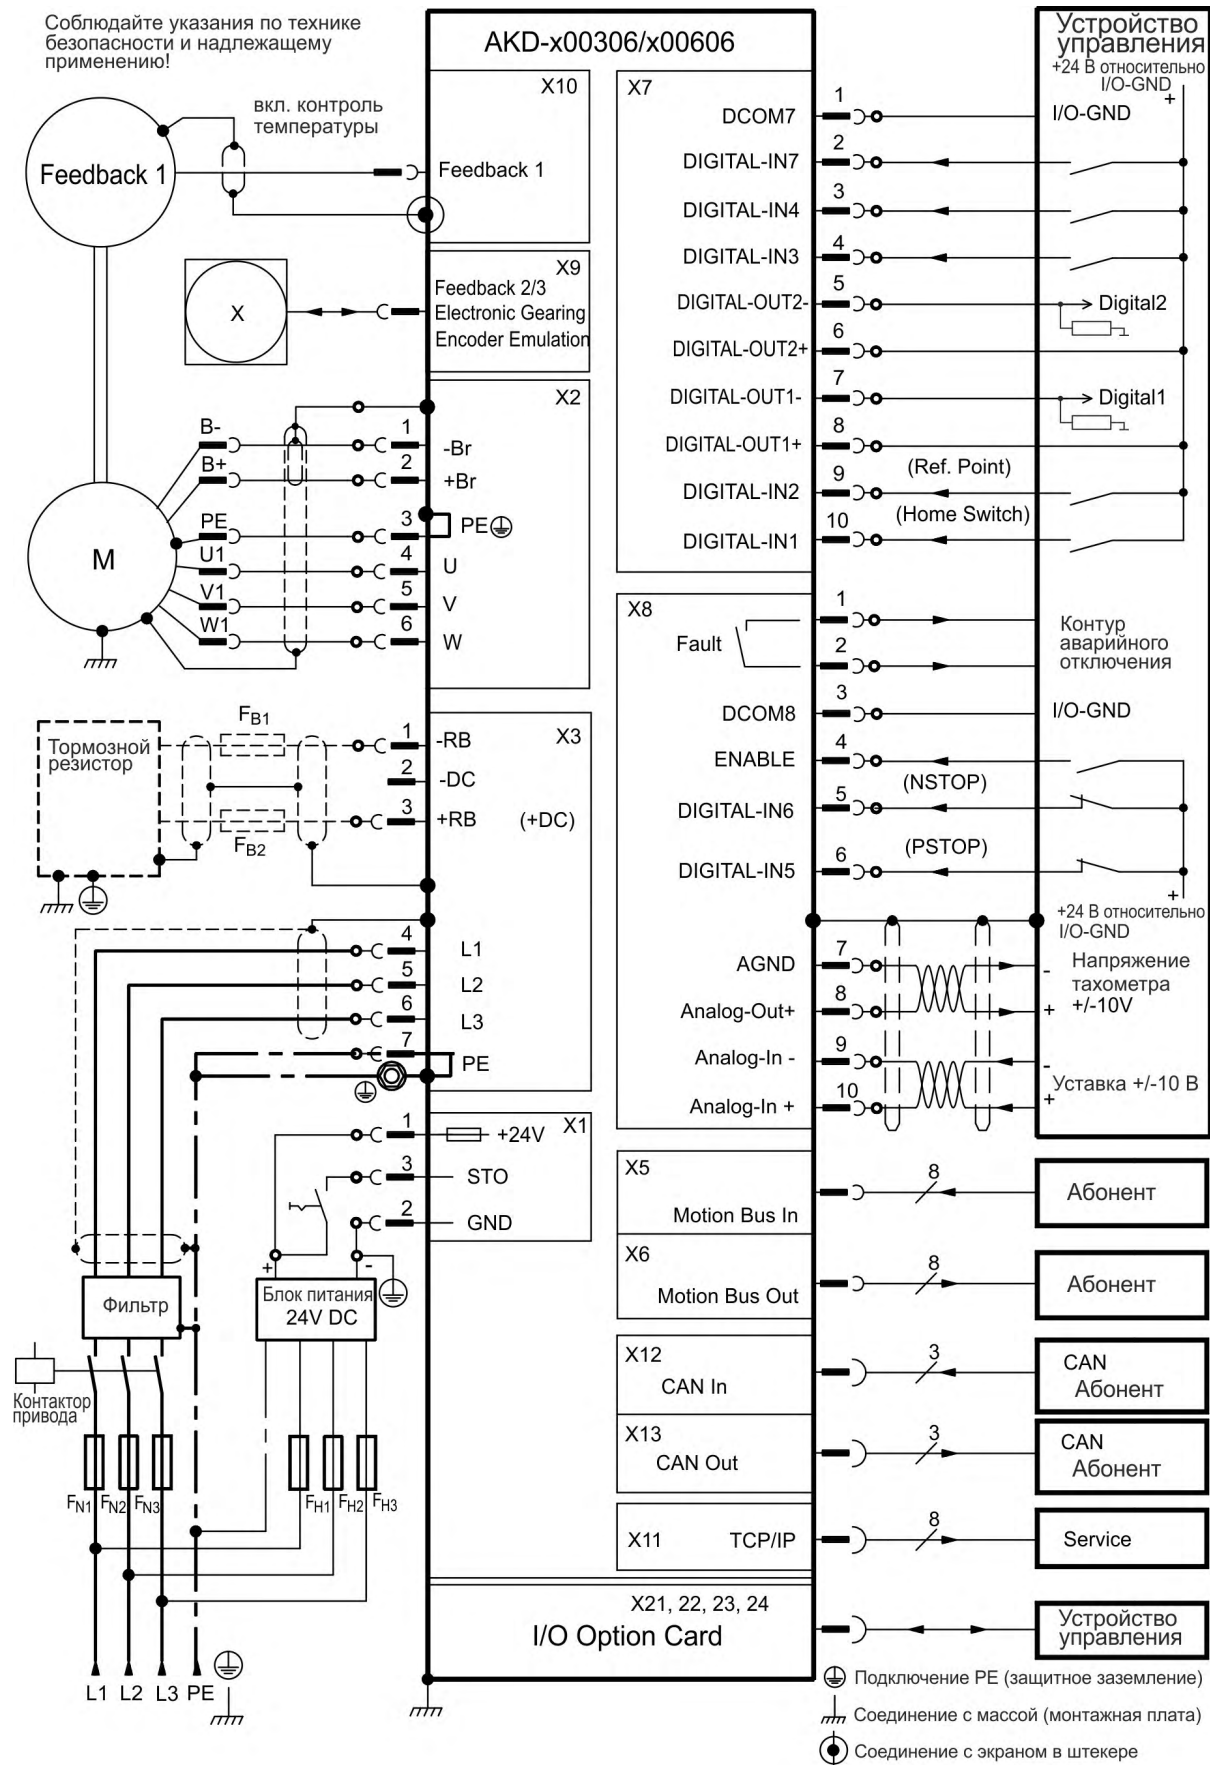 Соблюдайте указания по технике
безопасности и надлежащему
применению!
AKD-x00306/x00606
Устройство
управления
+24 В относительно
I/O-GND
+
X10
вкл. контроль
температуры
Feedback 1
Feedback 1
X9
Feedback 2/3
Electronic Gearing
Encoder Emulation
X
X2
B-
1
-Br
B+
2
+Br
PE
3
PE
U1
4
U
V1
5
V
W1
6
W
M
X3
Тормозной
резистор
FB1
1
-RB
2
-DC
3
+RB
(+DC)
FB2
4
L1
5
L2
6
L3
7
PE
X1
1
+24V
3
STO
2
GND
+
-
Блок питания
24V DC
Фильтр
Контактор
привода
FN1
FN2
FN3
FH1
FH2
FH3
L1
L2
L3
PE
X7
DCOM7
1
I/O-GND
DIGITAL-IN7
2
DIGITAL-IN4
3
DIGITAL-IN3
4
DIGITAL-OUT2-
5
Digital2
DIGITAL-OUT2+
6
DIGITAL-OUT1-
7
Digital1
DIGITAL-OUT1+
8
DIGITAL-IN2
9
(Ref. Point)
DIGITAL-IN1
10
(Home Switch)
X8
Fault
1
2
Контур
аварийного
отключения
DCOM8
3
I/O-GND
ENABLE
4
DIGITAL-IN6
5
(NSTOP)
DIGITAL-IN5
6
(PSTOP)
+
+24 В относительно
I/O-GND
AGND
7
-
Напряжение
тахометра
+/-10V
Analog-Out+
8
+
Analog-In -
9
-
Уставка +/-10 В
Analog-In +
10
+
X5
Motion Bus In
8
Абонент
X6
Motion Bus Out
8
Абонент
X12
CAN In
3
CAN
Абонент
X13
CAN Out
3
CAN
Абонент
X11
TCP/IP
8
Service
X21, 22, 23, 24
I/O Option Card
Устройство
управления
Подключение PE (защитное заземление)
Соединение с массой (монтажная плата)
Соединение с экраном в штекере